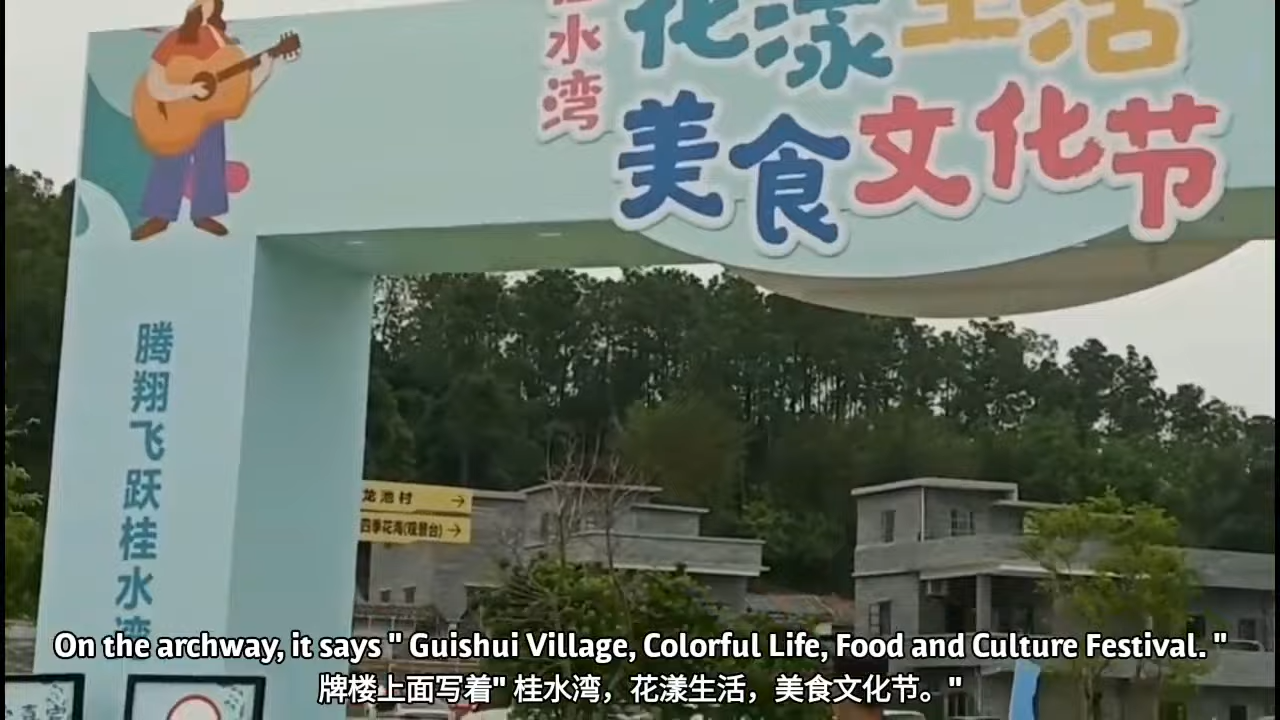 水湾
花漾生活
美食文化节
腾翔飞跃桂水湾
龙池村
四季花海(观景台)
On the archway, it says " Guishui Village, Colorful Life, Food and Culture Festival. "
牌楼上面写着" 桂水湾，花漾生活，美食文化节。"